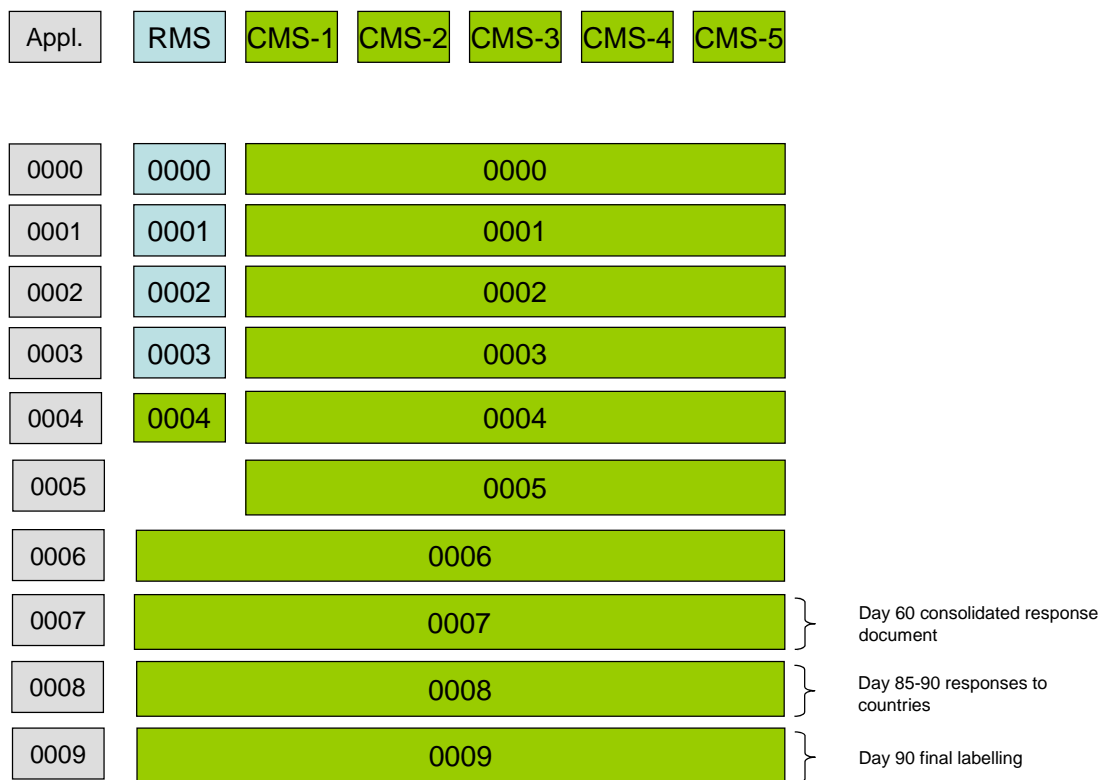 Appl. RMS CMS-1 CMS-2 CMS-3 CMS-4 CMS-5
0000 0000 0000
0001 0001 0001
0002 0002 0002
0003 0003 0003
0004 0004 0004
0005 0005
0006 0006
0007 0007 Day 60 consolidated response
document
0008 0008 Day 85-90 responses to
countries
0009 0009 Day 90 final labelling